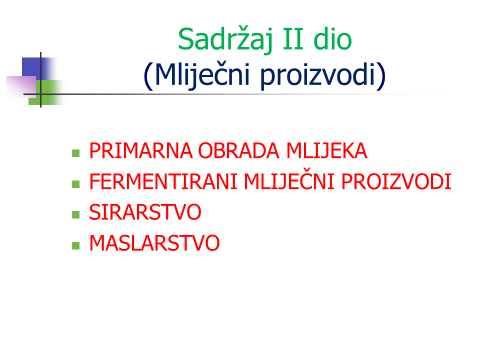 Sadržaj II dio
(Mliječni proizvodi)
PRIMARNA OBRADA MLIJEKA
FERMENTIRANI MLIJEČNI PROIZVODI
SIRARSTVO
MASLARSTVO